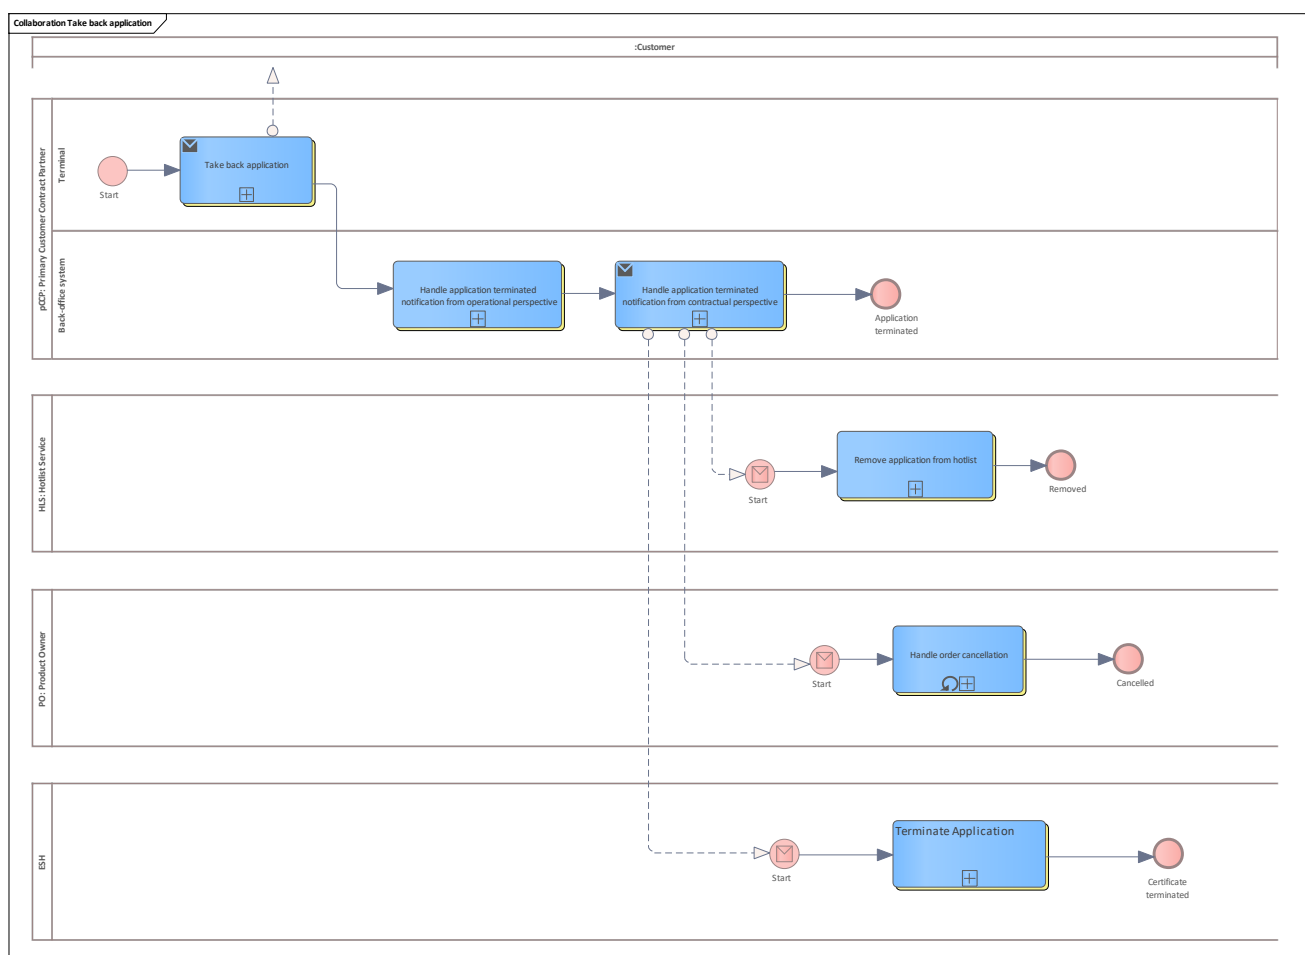 Collaboration Take back application
:Customer
pCCP: Primary Customer Contract Partner
Terminal
Start
Take back application
Back-office system
Handle application terminated
notification from operational perspective
Handle application terminated
notification from contractual perspective
Application
terminated
HLS: Hotlist Service
Start
Remove application from hotlist
Removed
PO: Product Owner
Start
Handle order cancellation
Cancelled
ESH
Start
Terminate Application
Certificate
terminated